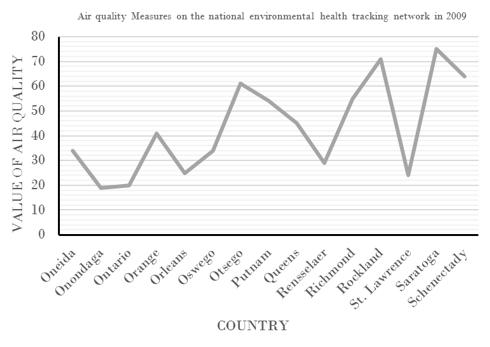 Air quality Measures on the national environmental health tracking network in 2009
VALUE OF AIR QUALITY
80
70
60
50
40
30
20
10
0
Oneida
Onondaga
Ontario
Orange
Orleans
Oswego
Otsego
Putnam
Queens
Rensselaer
Richmond
Rockland
St. Lawrence
Saratoga
Schenectady
COUNTRY